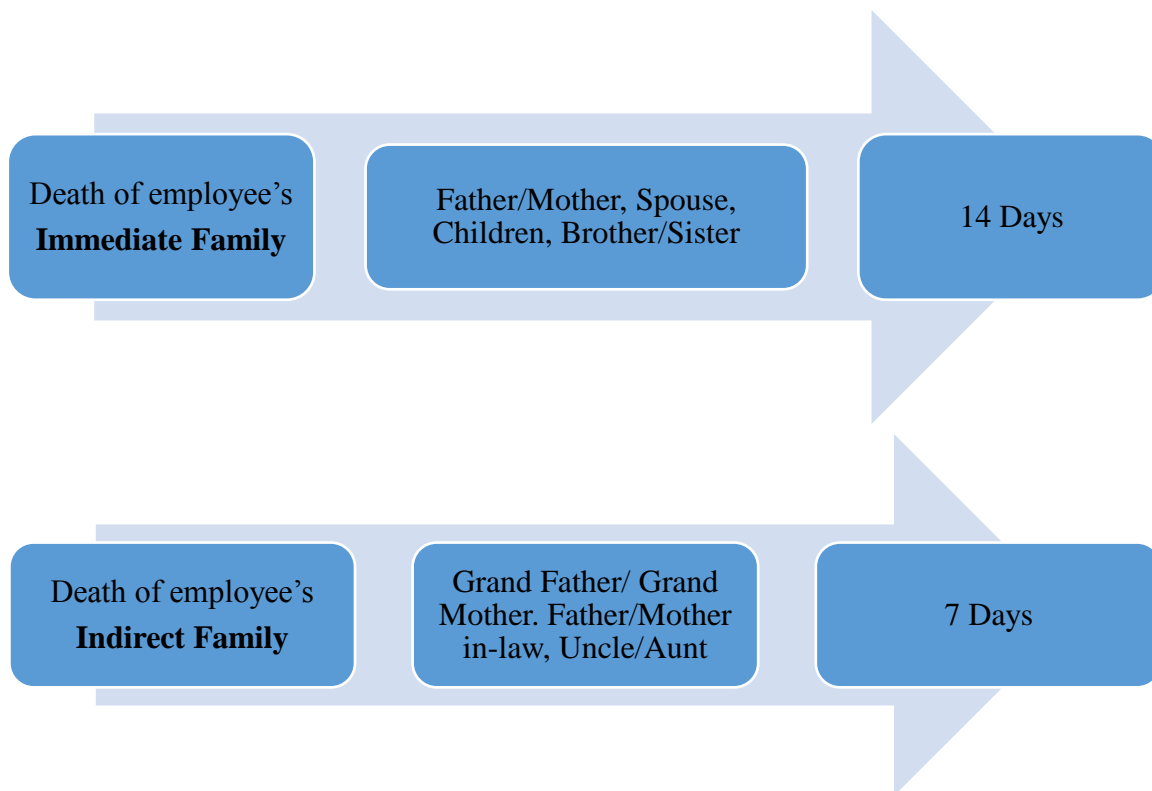 Death of employee’s
Immediate Family
Father/Mother, Spouse,
Children, Brother/Sister
14 Days
Death of employee’s
Indirect Family
Grand Father/ Grand
Mother. Father/Mother
in-law, Uncle/Aunt
7 Days